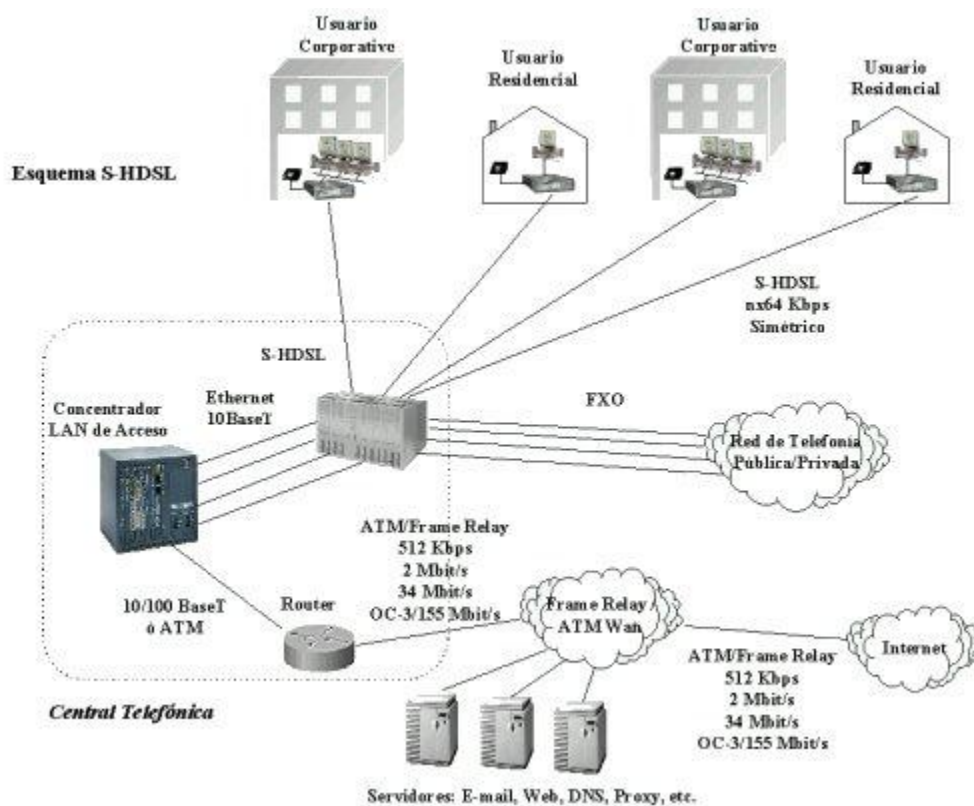 Usuario
Corporative
Usuario
Residencial
Usuario
Corporative
Usuario
Residencial
Esquema S-HDSL
S-HDSL
nx64 Kbps
Simétrico
S-HDSL
Ethernet
10BaseT
FXO
Concentrador
LAN de Acceso
Red de Telefonía
Pública/Privada
ATM/Frame Relay
512 Kbps
2 Mbit/s
34 Mbit/s
OC-3/155 Mbit/s
10/100 BaseT
ó ATM
Router
Frame Relay /
ATM Wan
Internet
ATM/Frame Relay
512 Kbps
2 Mbit/s
34 Mbit/s
OC-3/155 Mbit/s
Central Telefónica
Servidores: E-mail, Web, DNS, Proxy, etc.